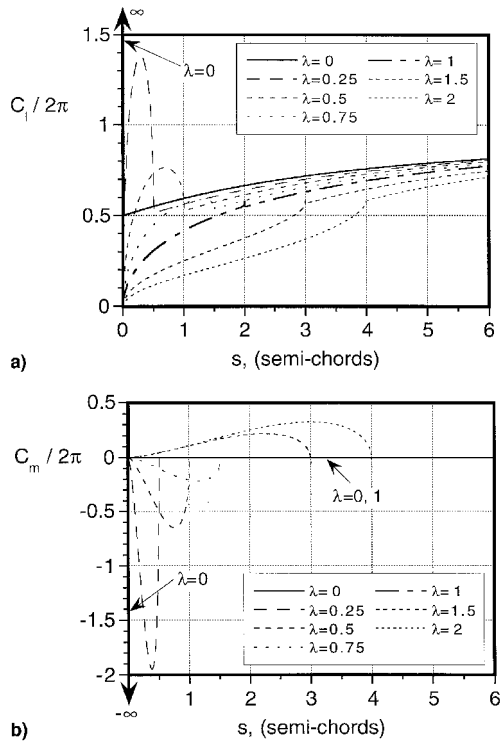 ∞
1.5
λ=0
λ=0 λ=1
λ=0.25 λ=1.5
λ=0.5 λ=2
λ=0.75
C_l / 2π
1
0.5
0
0 1 2 3 4 5 6
s, (semi-chords)
a)
0.5
C_m / 2π
0
λ=0, 1
-0.5
-1
λ=0
λ=0 λ=1
λ=0.25 λ=1.5
λ=0.5 λ=2
λ=0.75
-1.5
-2
-∞
0 1 2 3 4 5 6
s, (semi-chords)
b)